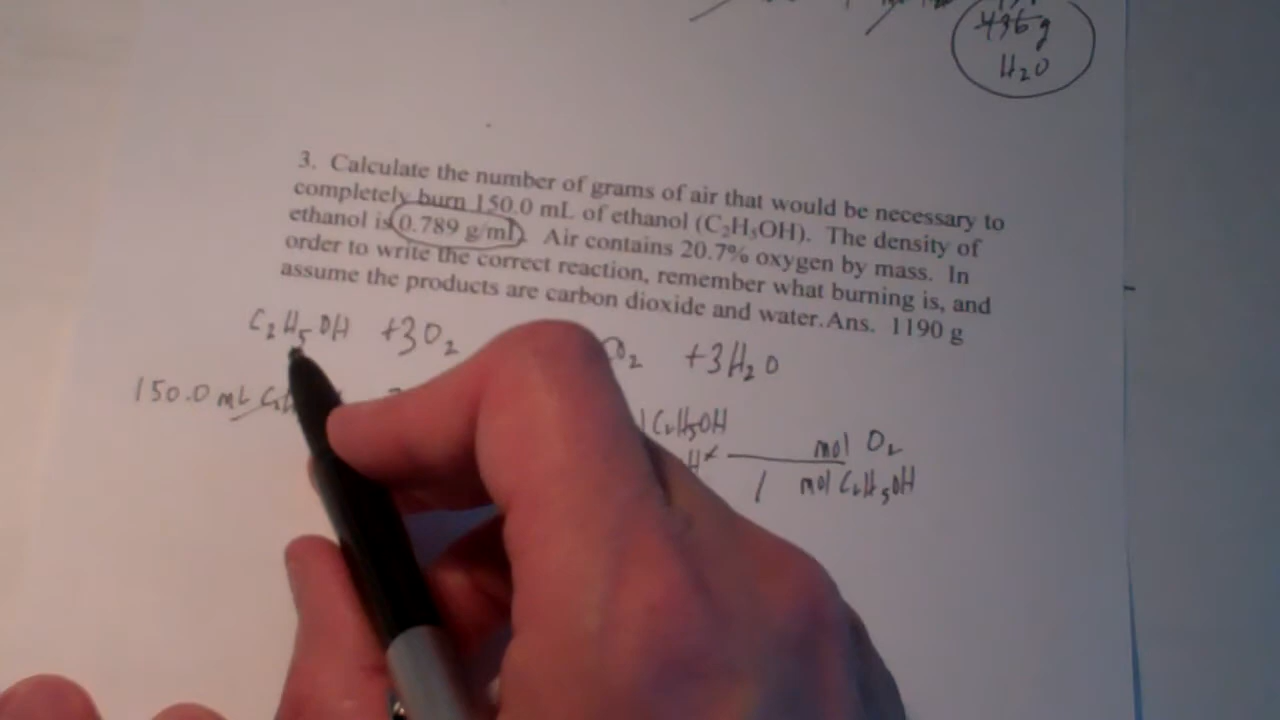 496g
H₂O
3. Calculate the number of grams of air that would be necessary to
completely burn 150.0 mL of ethanol (C₂H₅OH). The density of
ethanol is 0.789 g/ml). Air contains 20.7% oxygen by mass. In
order to write the correct reaction, remember what burning is, and
assume the products are carbon dioxide and water. Ans. 1190 g
C₂H₅OH +3O₂ O₂ +3H₂O
150.0 mL C₂H
C₂H₅OH mol O₂
H × 1 mol C₂H₅OH